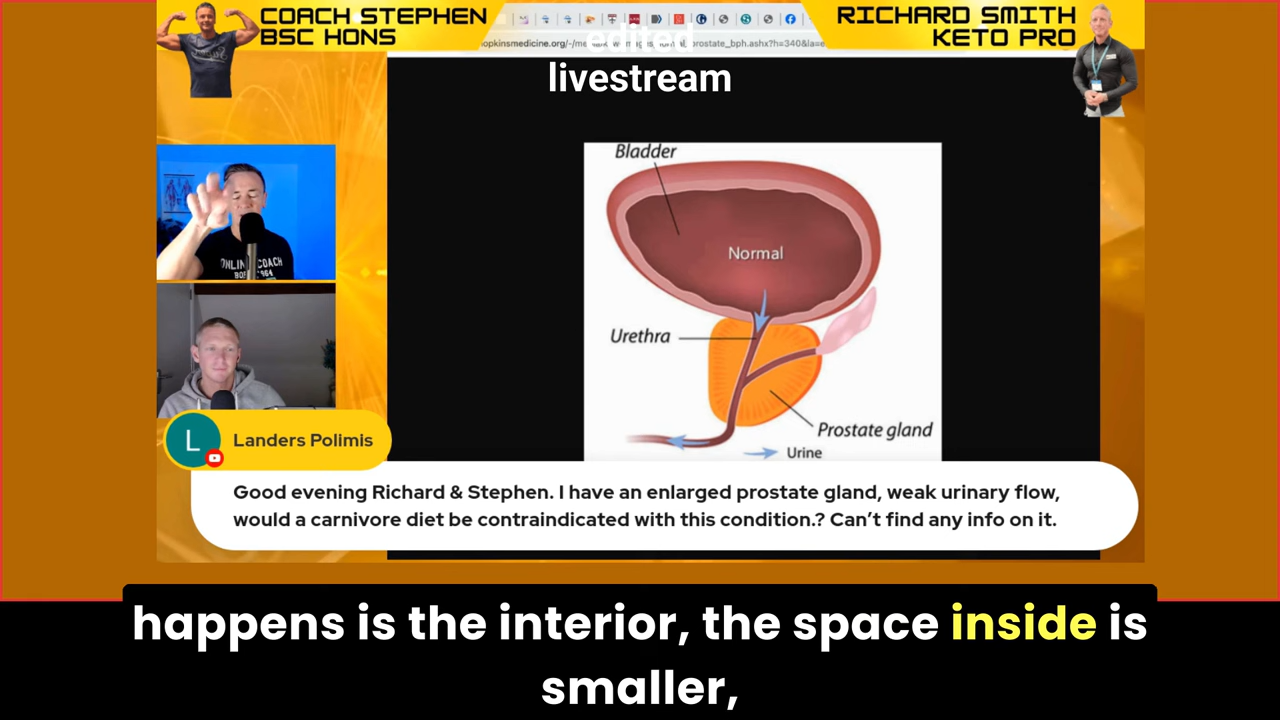 COACH STEPHEN
BSC HONS
RICHARD SMITH
KETO PRO
edited
livestream
Bladder
Normal
Urethra
Prostate gland
Urine
L
Landers Polimis
Good evening Richard & Stephen. I have an enlarged prostate gland, weak urinary flow,
would a carnivore diet be contraindicated with this condition.? Can't find any info on it.
happens is the interior, the space inside is
smaller,